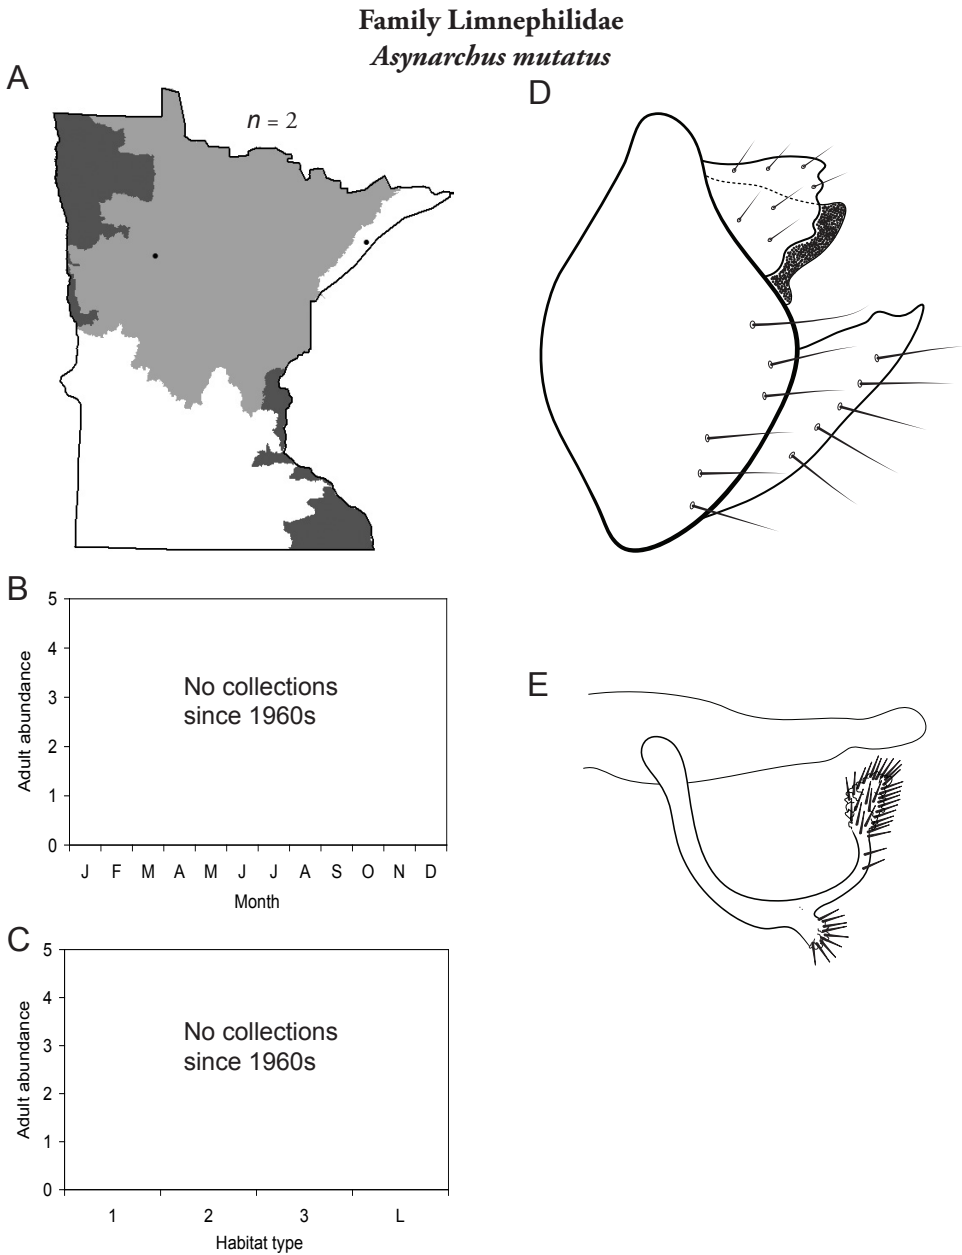 Family Limnephilidae
Asynarchus mutatus
A
n = 2
D
B
5
4
3
2
1
0
Adult abundance
No collections
since 1960s
J F M A M J J A S O N D
Month
E
C
5
4
3
2
1
0
Adult abundance
No collections
since 1960s
1 2 3 L
Habitat type